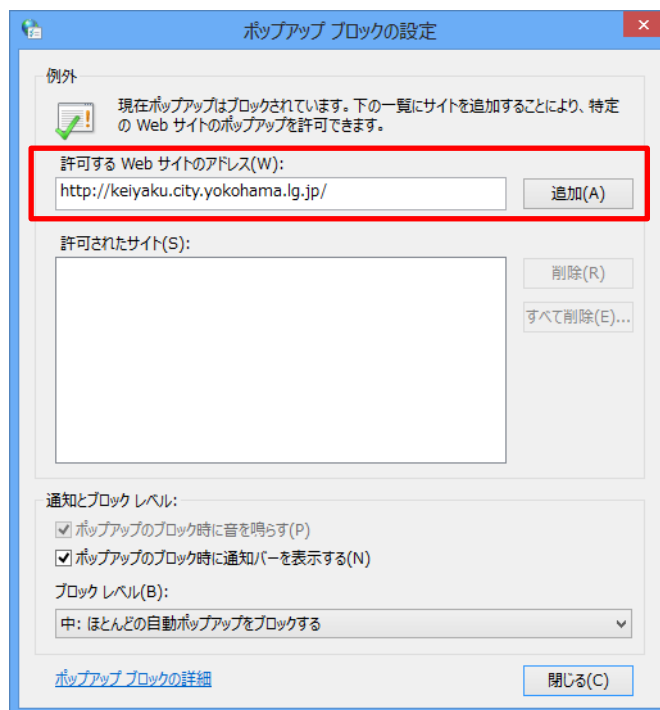 ポップアップ ブロックの設定
例外
現在ポップアップはブロックされています。下の一覧にサイトを追加することにより、特定
の Web サイトのポップアップを許可できます。
許可する Web サイトのアドレス(W):
http://keiyaku.city.yokohama.lg.jp/
追加(A)
許可されたサイト(S):
削除(R)
すべて削除(E)...
通知とブロック レベル:
ポップアップのブロック時に音を鳴らす(P)
ポップアップのブロック時に通知バーを表示する(N)
ブロック レベル(B):
中: ほとんどの自動ポップアップをブロックする
ポップアップ ブロックの詳細
閉じる(C)